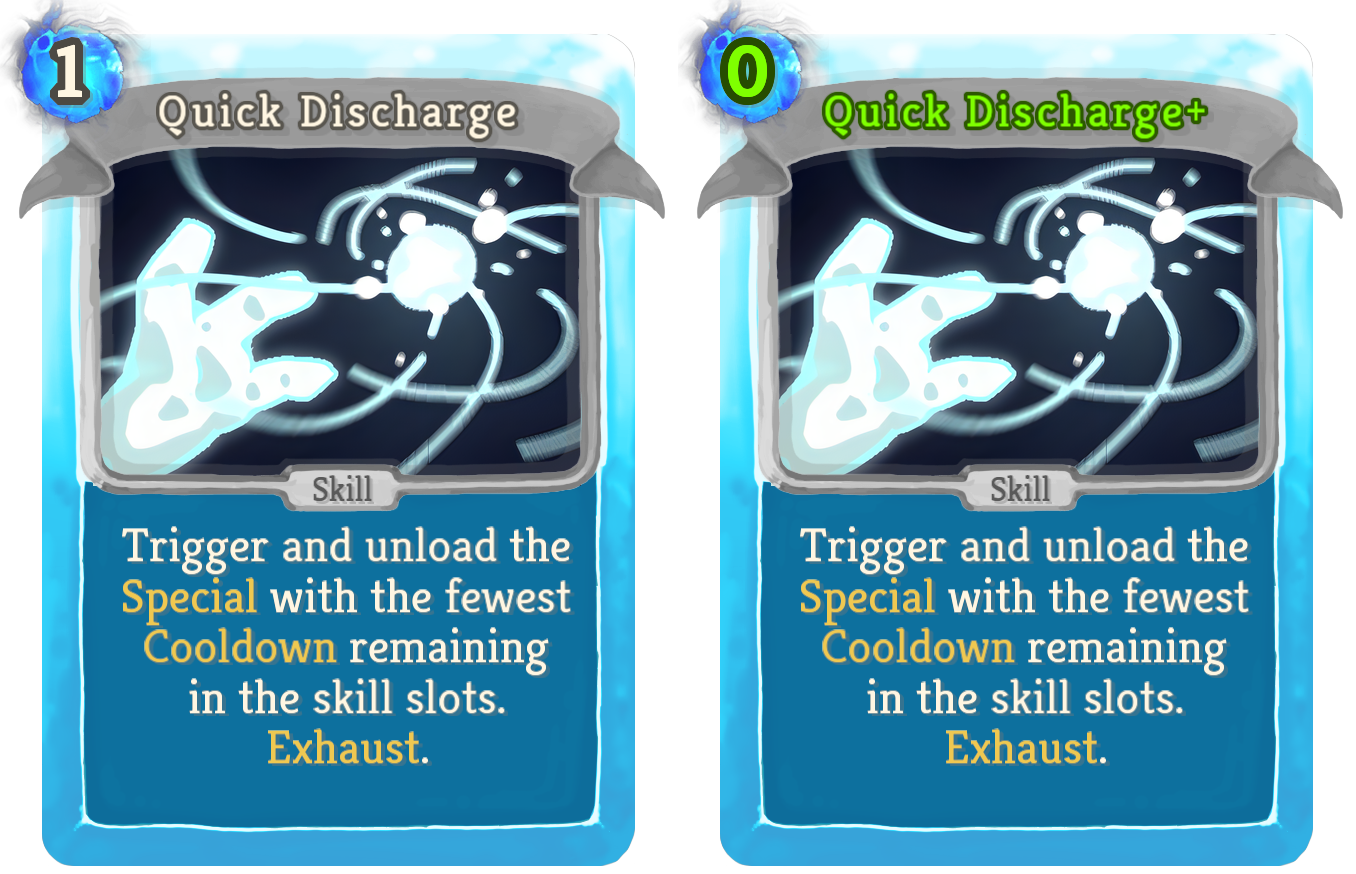 1
Quick Discharge
Skill
Trigger and unload the
Special with the fewest
Cooldown remaining
in the skill slots.
Exhaust.
0
Quick Discharge+
Skill
Trigger and unload the
Special with the fewest
Cooldown remaining
in the skill slots.
Exhaust.